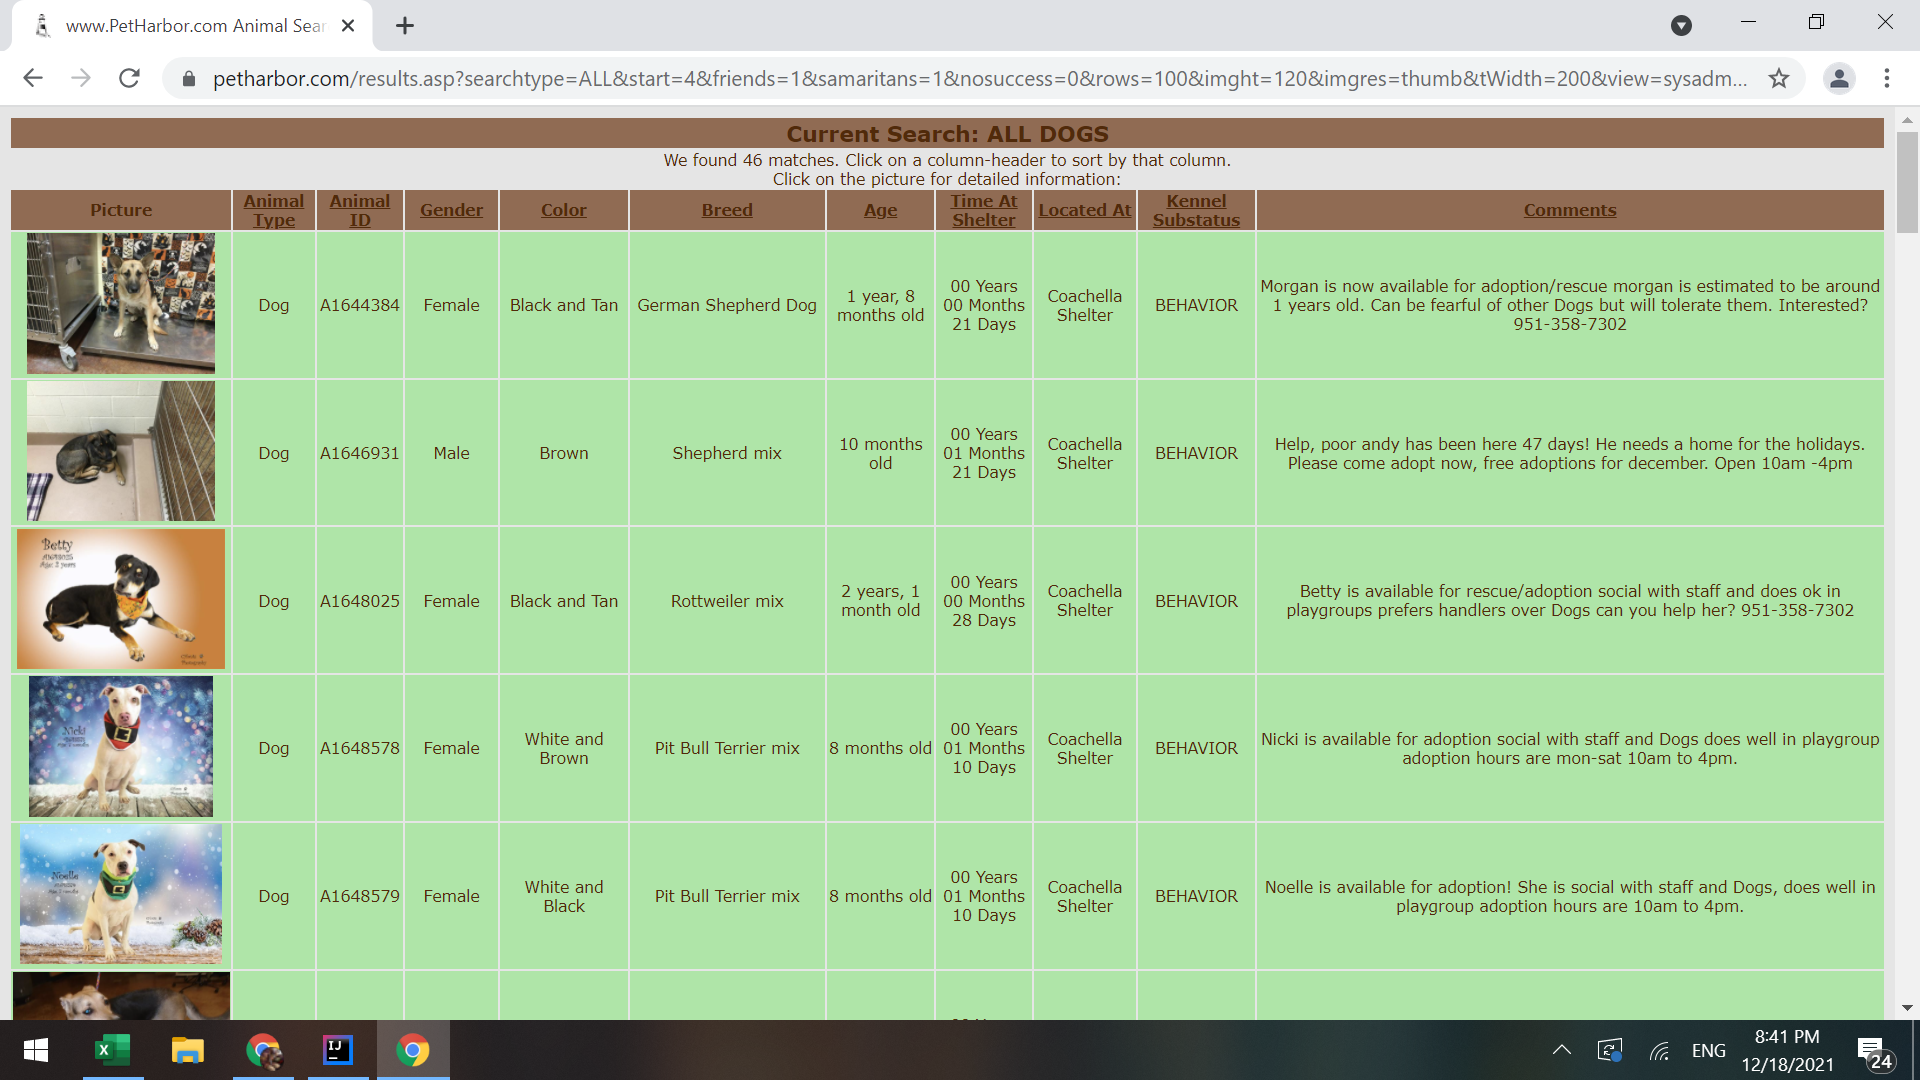 www.PetHarbor.com Animal Sear
petharbor.com/results.asp?searchtype=ALL&start=4&friends=1&samaritans=1&nosuccess=0&rows=100&imght=120&imgres=thumb&tWidth=200&view=sysadm...
Current Search: ALL DOGS
We found 46 matches. Click on a column-header to sort by that column.
Click on the picture for detailed information:
Picture Animal Type Animal ID Gender Color Breed Age Time At Shelter Located At Kennel Substatus Comments
Dog A1644384 Female Black and Tan German Shepherd Dog 1 year, 8 months old 00 Years 00 Months 21 Days Coachella Shelter BEHAVIOR Morgan is now available for adoption/rescue morgan is estimated to be around 1 years old. Can be fearful of other Dogs but will tolerate them. Interested? 951-358-7302
Dog A1646931 Male Brown Shepherd mix 10 months old 00 Years 01 Months 21 Days Coachella Shelter BEHAVIOR Help, poor andy has been here 47 days! He needs a home for the holidays. Please come adopt now, free adoptions for december. Open 10am -4pm
Betty
Age: 2 years
Dog A1648025 Female Black and Tan Rottweiler mix 2 years, 1 month old 00 Years 00 Months 28 Days Coachella Shelter BEHAVIOR Betty is available for rescue/adoption social with staff and does ok in playgroups prefers handlers over Dogs can you help her? 951-358-7302
Nicki
Dog A1648578 Female White and Brown Pit Bull Terrier mix 8 months old 00 Years 01 Months 10 Days Coachella Shelter BEHAVIOR Nicki is available for adoption social with staff and Dogs does well in playgroup adoption hours are mon-sat 10am to 4pm.
Noelle
Dog A1648579 Female White and Black Pit Bull Terrier mix 8 months old 00 Years 01 Months 10 Days Coachella Shelter BEHAVIOR Noelle is available for adoption! She is social with staff and Dogs, does well in playgroup adoption hours are 10am to 4pm.
X
IJ
ENG
8:41 PM
12/18/2021
24